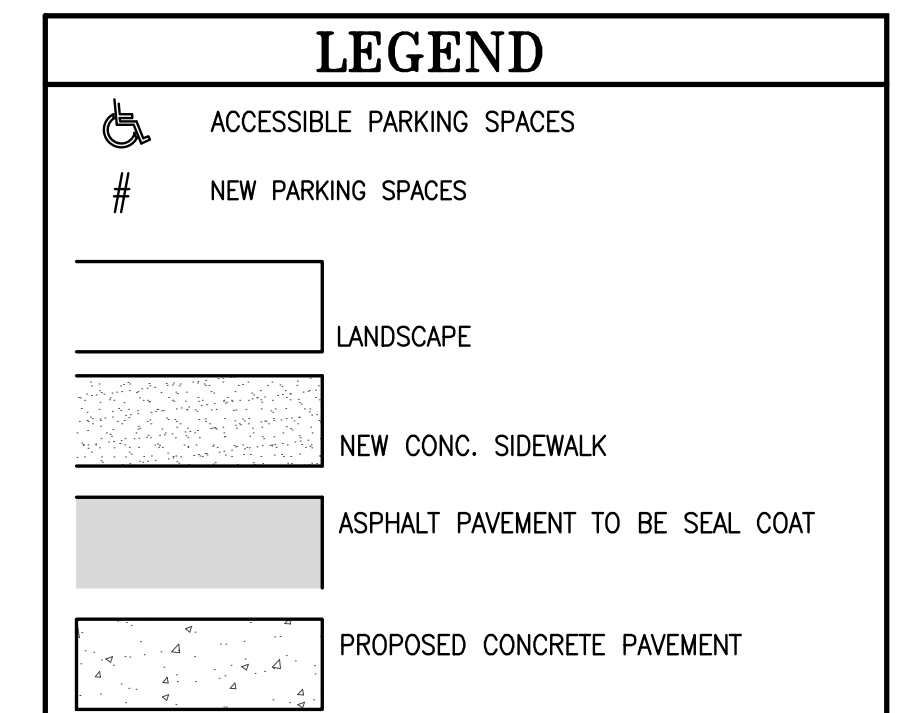 LEGEND
ACCESSIBLE PARKING SPACES
# NEW PARKING SPACES
LANDSCAPE
NEW CONC. SIDEWALK
ASPHALT PAVEMENT TO BE SEAL COAT
PROPOSED CONCRETE PAVEMENT